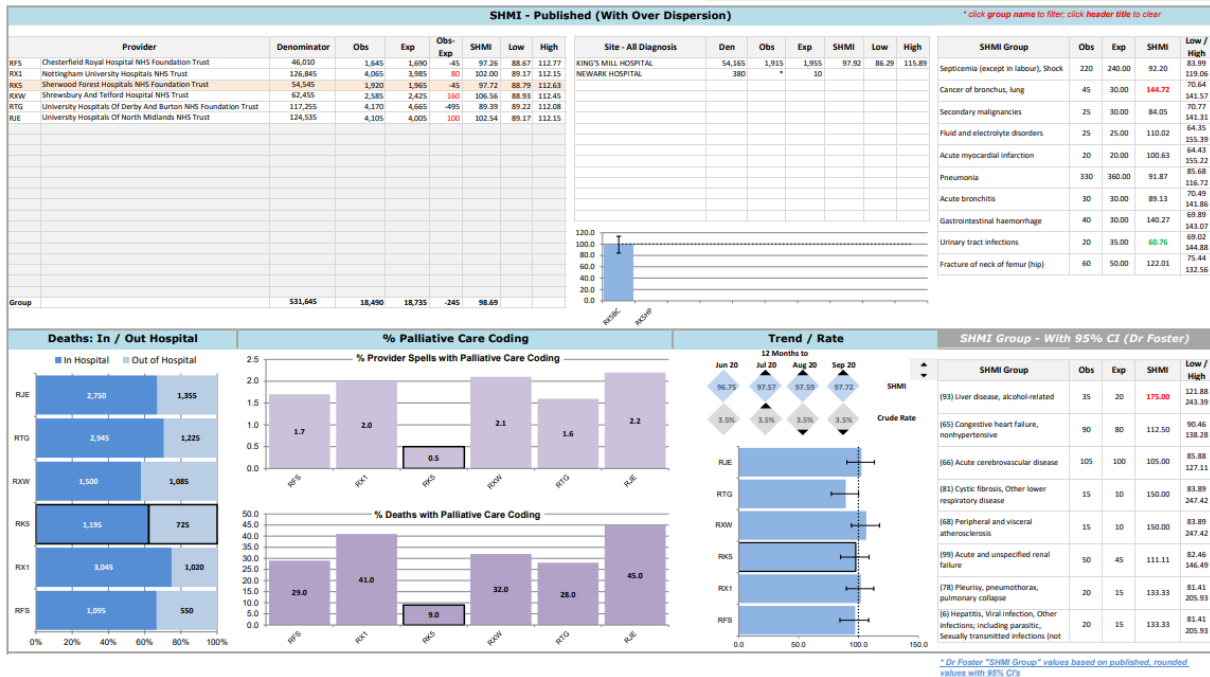 SHMI - Published (With Over Dispersion)
* click group name to filter; click header title to clear
Provider Denominator Obs Exp Obs-Exp SHMI Low High
RFS Chesterfield Royal Hospital NHS Foundation Trust 46,010 1,645 1,690 -45 97.26 88.67 112.77
RX1 Nottingham University Hospitals NHS Trust 126,845 4,065 3,985 80 102.00 89.17 112.15
RK5 Sherwood Forest Hospitals NHS Foundation Trust 54,545 1,920 1,965 -45 97.72 88.79 112.63
RXW Shrewsbury And Telford Hospital NHS Trust 62,455 2,585 2,425 160 106.56 88.93 112.45
RTG University Hospitals Of Derby And Burton NHS Foundation Trust 117,255 4,170 4,665 -495 89.39 89.22 112.08
RJE University Hospitals Of North Midlands NHS Trust 124,535 4,105 4,005 100 102.54 89.17 112.15
Group 531,645 18,490 18,735 -245 98.69
Site - All Diagnosis Den Obs Exp SHMI Low High
KING'S MILL HOSPITAL 54,165 1,915 1,955 97.92 86.29 115.89
NEWARK HOSPITAL 380 * 10
120.0
100.0
80.0
60.0
40.0
20.0
0.0
RK5BC
RK5HP
SHMI Group Obs Exp SHMI Low / High
Septicemia (except in labour), Shock 220 240.00 92.20 83.99 119.06
Cancer of bronchus, lung 45 30.00 144.72 70.64 141.57
Secondary malignancies 25 30.00 84.05 70.77 141.31
Fluid and electrolyte disorders 25 25.00 110.02 64.35 155.39
Acute myocardial infarction 20 20.00 100.63 64.43 155.22
Pneumonia 330 360.00 91.87 85.68 116.72
Acute bronchitis 30 30.00 89.13 70.49 141.86
Gastrointestinal haemorrhage 40 30.00 140.27 69.89 143.07
Urinary tract infections 20 35.00 60.76 69.02 144.88
Fracture of neck of femur (hip) 60 50.00 122.01 75.44 132.56
Deaths: In / Out Hospital
In Hospital Out of Hospital
RJE 2,750 1,355
RTG 2,945 1,225
RXW 1,500 1,085
RK5 1,195 725
RX1 3,045 1,020
RFS 1,095 550
0% 20% 40% 60% 80% 100%
% Palliative Care Coding
% Provider Spells with Palliative Care Coding
2.5
2.0
1.5
1.0
0.5
0.0
1.7 2.0 0.5 2.1 1.6 2.2
RFS RX1 RK5 RXW RTG RJE
% Deaths with Palliative Care Coding
50.0
45.0
40.0
35.0
30.0
25.0
20.0
15.0
10.0
5.0
0.0
29.0 41.0 9.0 32.0 28.0 45.0
RFS RX1 RK5 RXW RTG RJE
Trend / Rate
12 Months to
Jun 20 Jul 20 Aug 20 Sep 20
96.75 97.57 97.59 97.72 SHMI
3.5% 3.5% 3.5% 3.5% Crude Rate
RJE
RTG
RXW
RK5
RX1
RFS
0.0 50.0 100.0 150.0
SHMI Group - With 95% CI (Dr Foster)
SHMI Group Obs Exp SHMI Low / High
(93) Liver disease, alcohol-related 35 20 175.00 121.88 243.39
(65) Congestive heart failure, nonhypertensive 90 80 112.50 90.46 138.28
(66) Acute cerebrovascular disease 105 100 105.00 85.88 127.11
(81) Cystic fibrosis, Other lower respiratory disease 15 10 150.00 83.89 247.42
(68) Peripheral and visceral atherosclerosis 15 10 150.00 83.89 247.42
(99) Acute and unspecified renal failure 50 45 111.11 82.46 146.49
(78) Pleurisy, pneumothorax, pulmonary collapse 20 15 133.33 81.41 205.93
(6) Hepatitis, Viral infection, Other infections; including parasitic, Sexually transmitted infections (not 20 15 133.33 81.41 205.93
* Dr Foster "SHMI Group" values based on published, rounded
values with 95% CI's